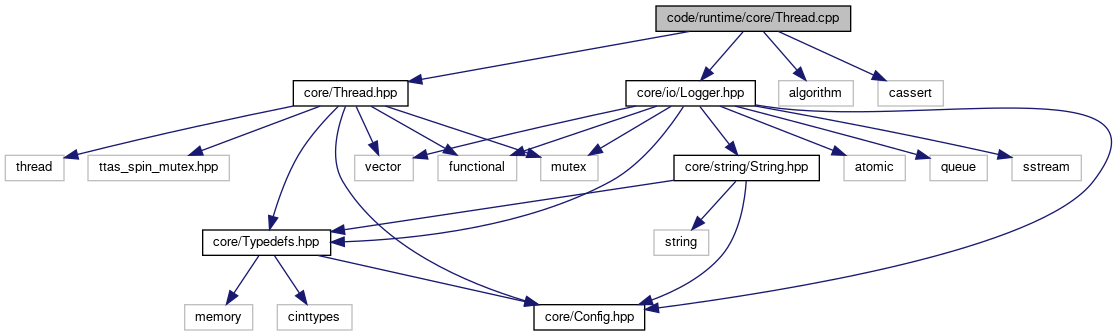 code/runtime/core/Thread.cpp
core/Thread.hpp
core/io/Logger.hpp
algorithm
cassert
thread
ttas_spin_mutex.hpp
vector
functional
mutex
core/string/String.hpp
atomic
queue
sstream
core/Typedefs.hpp
string
memory
cinttypes
core/Config.hpp